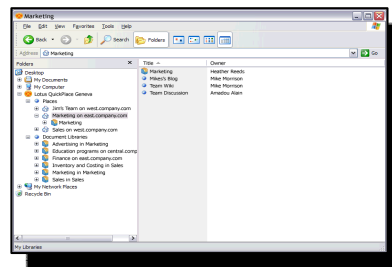 Marketing
File Edit View Favorites Tools Help
Back Search Folders
Address Marketing Go
Folders Title Owner
Desktop
My Documents
My Computer
Lotus QuickPlace Geneva
Places
Jim's Team on west.company.com
Marketing on east.company.com
Marketing
Sales on west.company.com
Document Libraries
Advertising in Marketing
Education programs on central.comp
Finance on east.company.com
Inventory and Costing in Sales
Marketing in Marketing
Sales in Sales
My Network Places
Recycle Bin
Marketing Heather Reeds
Mikes's Blog Mike Morrison
Team Wiki Mike Morrison
Team Discussion Amadou Alain
My Libraries